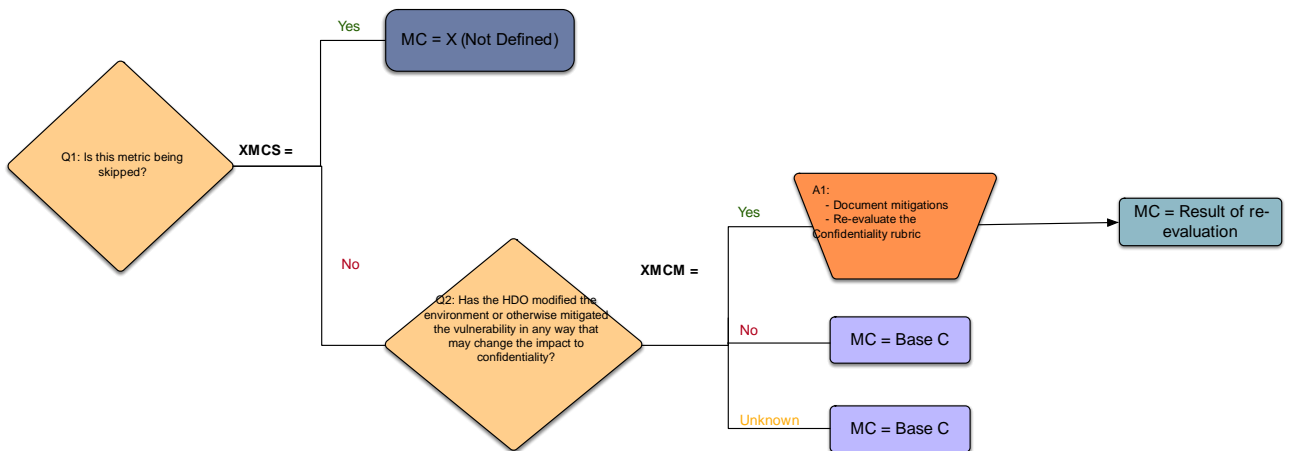 Yes
MC = X (Not Defined)
Q1: Is this metric being
skipped?
XMCS =
No
Q2: Has the HDO modified the
environment or otherwise mitigated
the vulnerability in any way that
may change the impact to
confidentiality?
XMCM =
Yes
A1:
- Document mitigations
- Re-evaluate the
Confidentiality rubric
MC = Result of re-
evaluation
No
MC = Base C
Unknown
MC = Base C